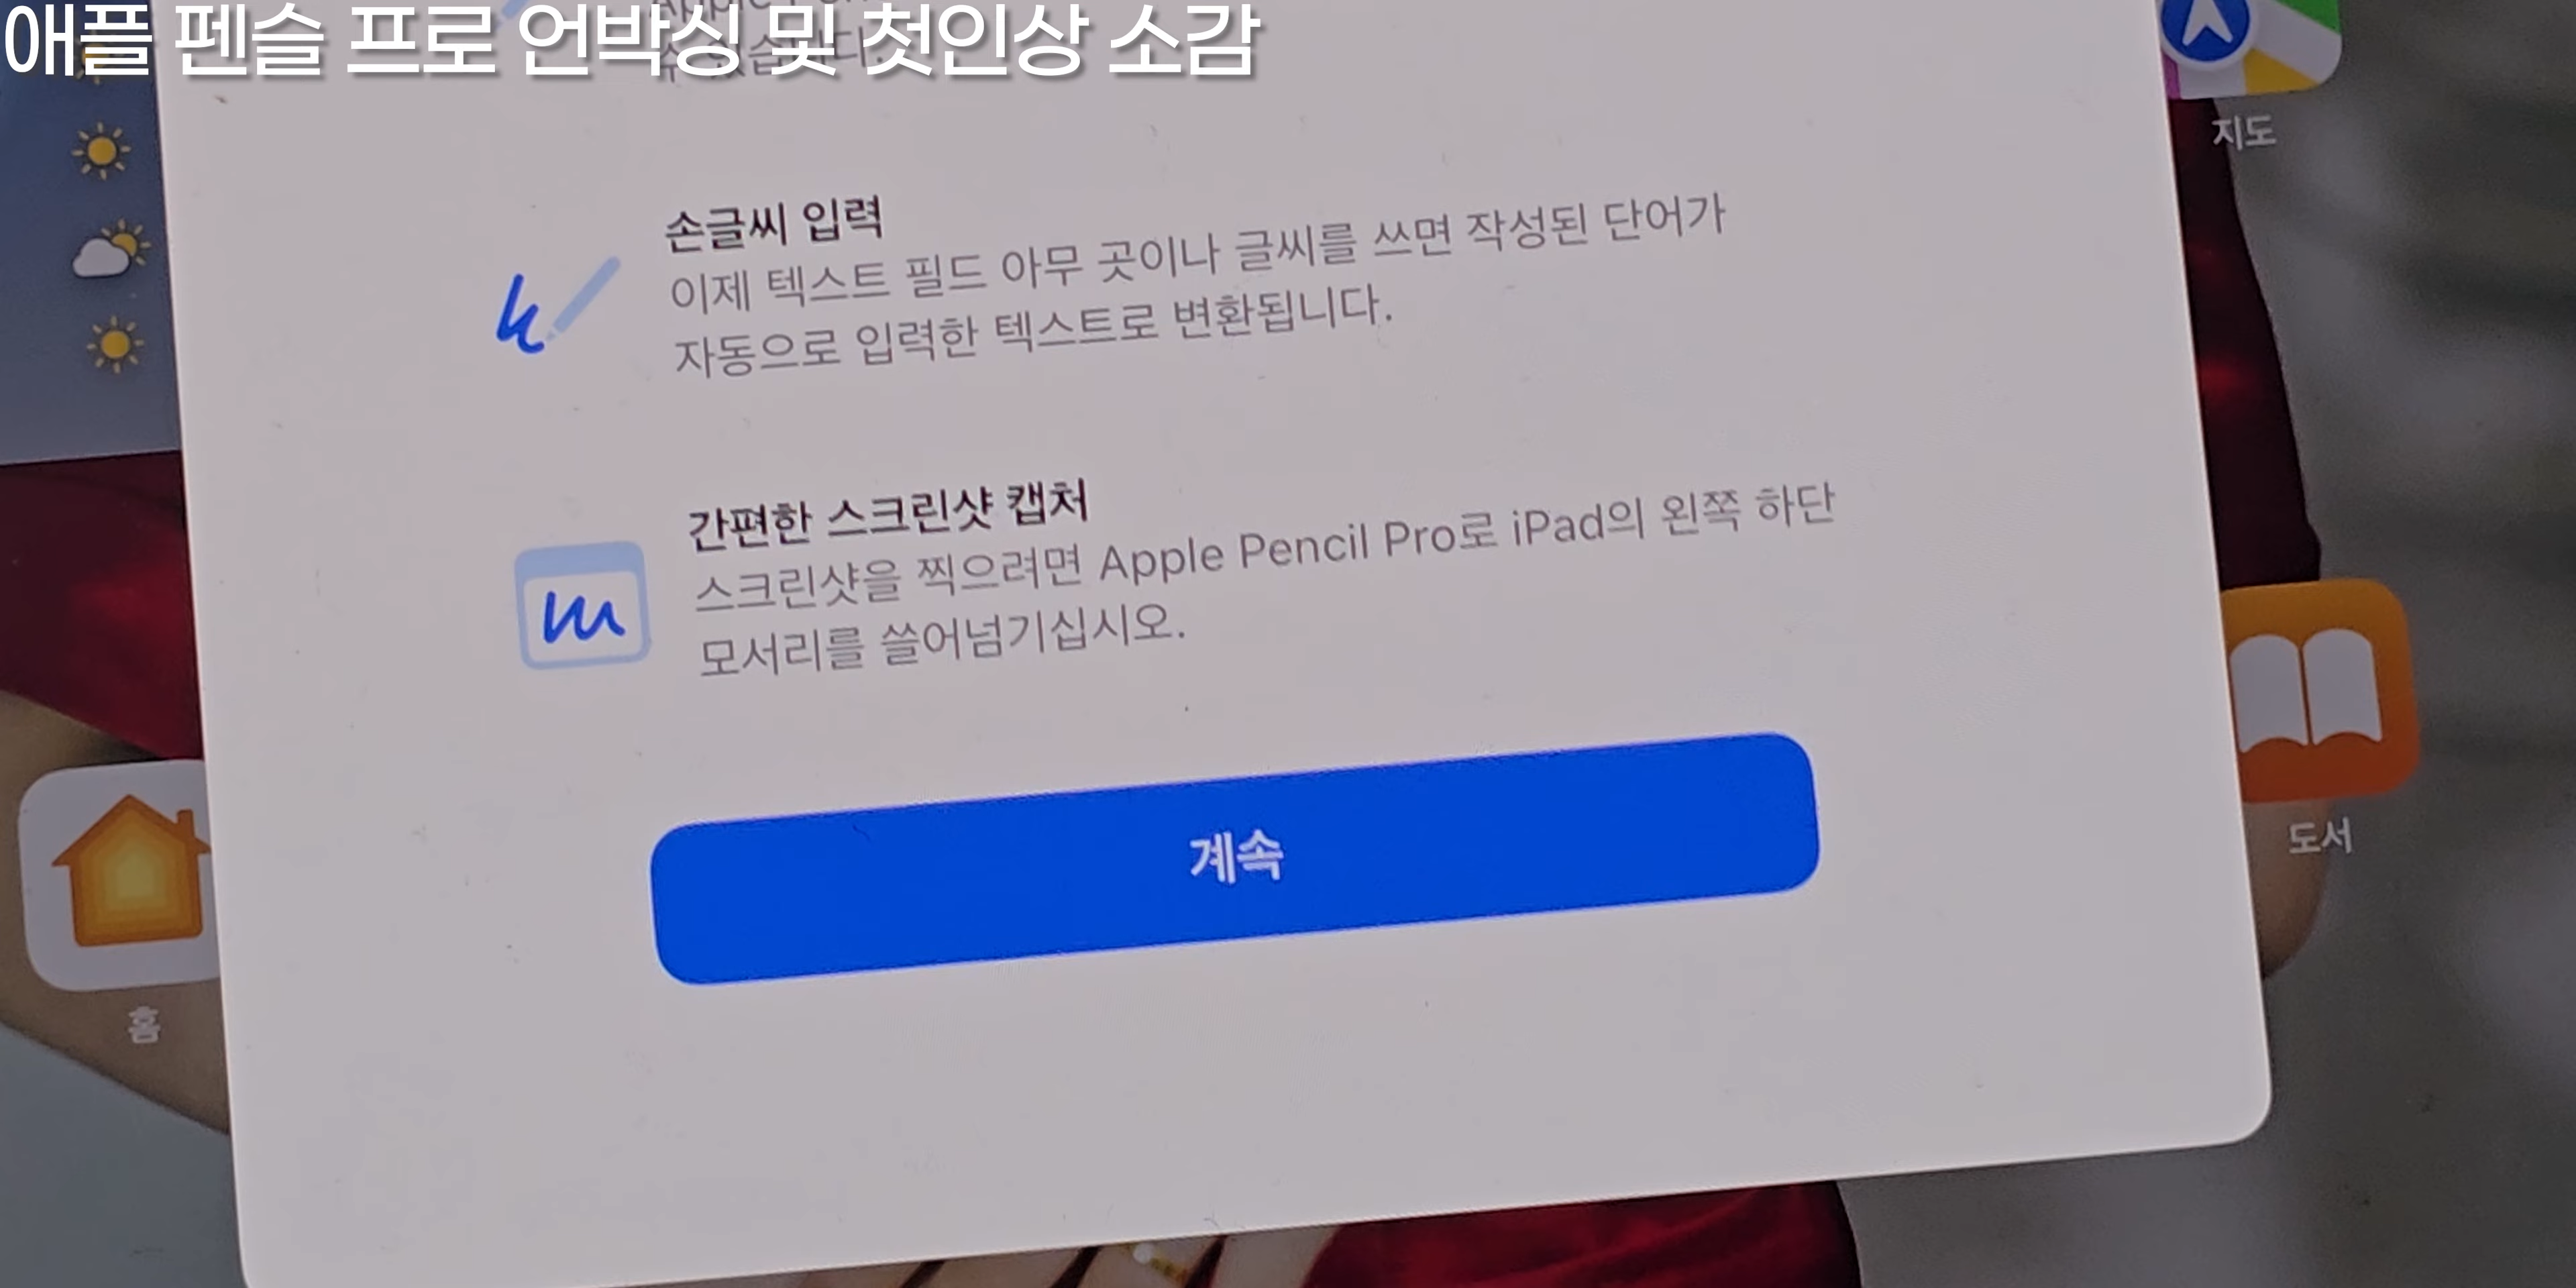 애플 펜슬 프로 언박싱 및 첫인상 소감
손글씨 입력
이제 텍스트 필드 아무 곳이나 글씨를 쓰면 작성된 단어가
자동으로 입력한 텍스트로 변환됩니다.
간편한 스크린샷 캡처
스크린샷을 찍으려면 Apple Pencil Pro로 iPad의 왼쪽 하단
모서리를 쓸어넘기십시오.
계속
지도
도서
홈